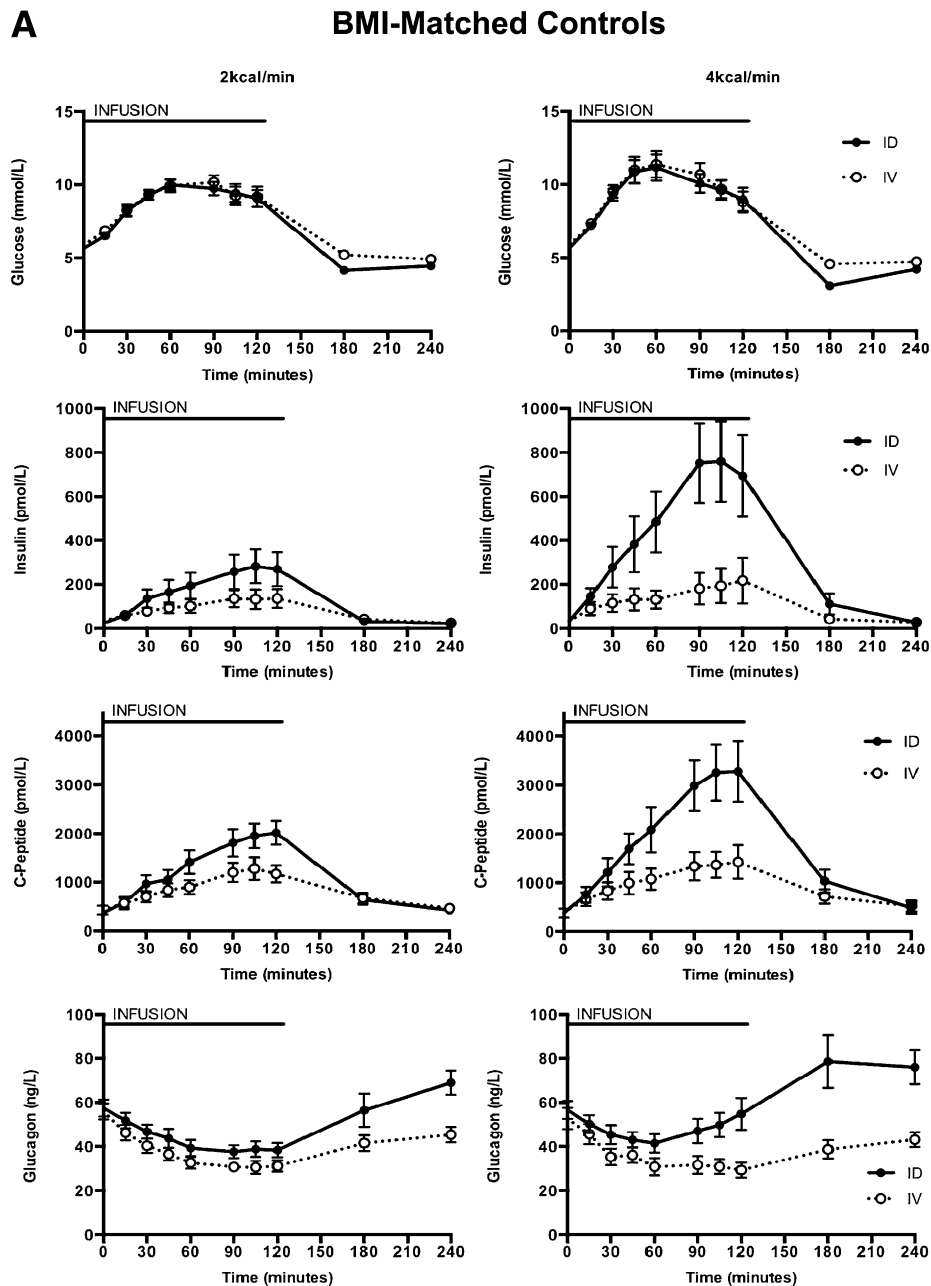 A
BMI-Matched Controls
2kcal/min
4kcal/min
INFUSION
15
10
5
0
Glucose (mmol/L)
0 30 60 90 120 150 180 210 240
Time (minutes)
INFUSION
ID
IV
15
10
5
0
Glucose (mmol/L)
0 30 60 90 120 150 180 210 240
Time (minutes)
INFUSION
1000
800
600
400
200
0
Insulin (pmol/L)
0 30 60 90 120 150 180 210 240
Time (minutes)
INFUSION
ID
IV
1000
800
600
400
200
0
Insulin (pmol/L)
0 30 60 90 120 150 180 210 240
Time (minutes)
INFUSION
4000
3000
2000
1000
0
C-Peptide (pmol/L)
0 30 60 90 120 150 180 210 240
Time (minutes)
INFUSION
ID
IV
4000
3000
2000
1000
0
C-Peptide (pmol/L)
0 30 60 90 120 150 180 210 240
Time (minutes)
INFUSION
100
80
60
40
20
0
Glucagon (ng/L)
0 30 60 90 120 150 180 210 240
Time (minutes)
INFUSION
100
80
60
40
20
0
Glucagon (ng/L)
ID
IV
0 30 60 90 120 150 180 210 240
Time (minutes)